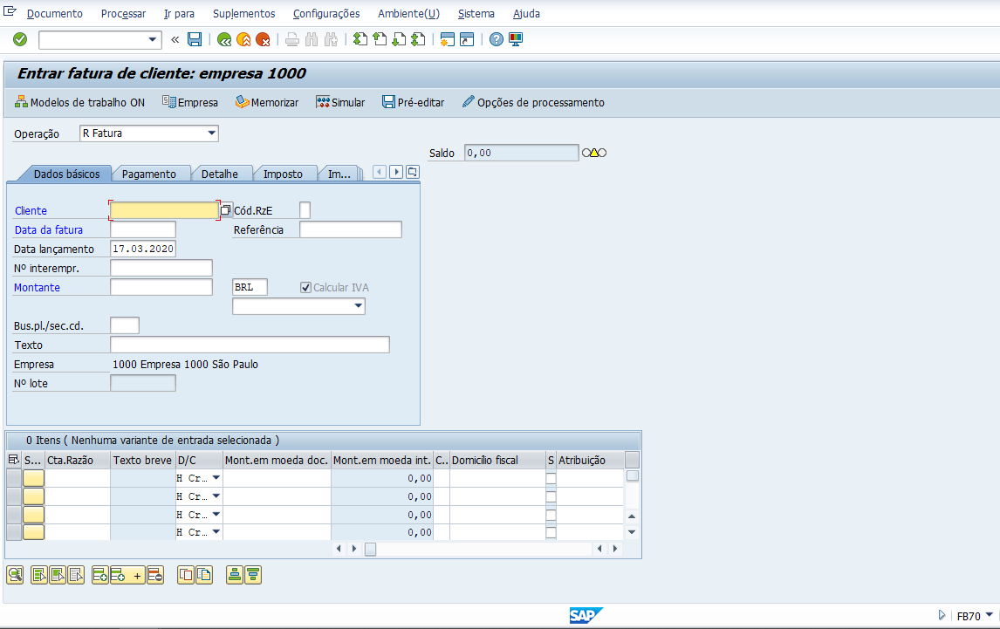 Documento Processar Ir para Suplementos Configurações Ambiente(U) Sistema Ajuda
Entrar fatura de cliente: empresa 1000
Modelos de trabalho ON Empresa Memorizar Simular Pré-editar Opções de processamento
Operação R Fatura
Saldo 0,00
Dados básicos Pagamento Detalhe Imposto Im...
Cliente Cód.RzE
Data da fatura Referência
Data lançamento 17.03.2020
Nº interempr.
Montante BRL Calcular IVA
Bus.pl./sec.cd.
Texto
Empresa 1000 Empresa 1000 São Paulo
Nº lote
0 Itens ( Nenhuma variante de entrada selecionada )
S... Cta.Razão Texto breve D/C Mont.em moeda doc. Mont.em moeda int. C.. Domicílio fiscal S Atribuição
H Cr... 0,00
H Cr... 0,00
H Cr... 0,00
H Cr... 0,00
SAP FB70